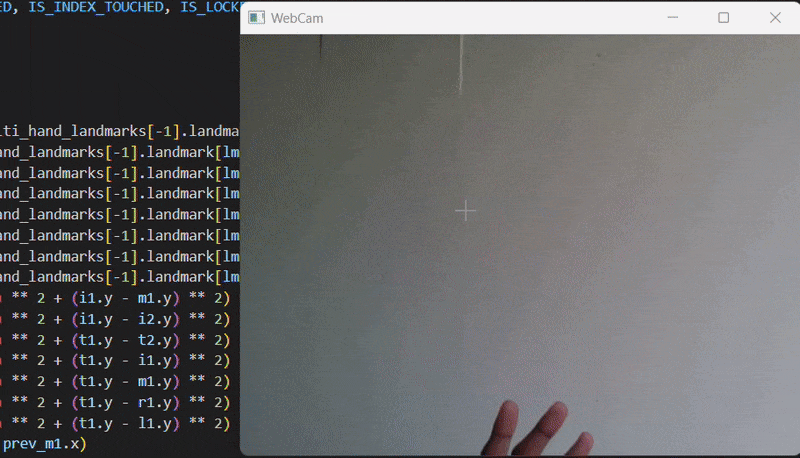 ED, IS_INDEX_TOUCHED, IS_LOCKE
WebCam
lti_hand_landmarks[-1].landma
and_landmarks[-1].landmark[lm
and_landmarks[-1].landmark[lm
and_landmarks[-1].landmark[lm
and_landmarks[-1].landmark[lm
and_landmarks[-1].landmark[lm
and_landmarks[-1].landmark[lm
and_landmarks[-1].landmark[lm
** 2 + (i1.y - m1.y) ** 2)
** 2 + (i1.y - i2.y) ** 2)
** 2 + (t1.y - t2.y) ** 2)
** 2 + (t1.y - i1.y) ** 2)
** 2 + (t1.y - m1.y) ** 2)
** 2 + (t1.y - r1.y) ** 2)
** 2 + (t1.y - l1.y) ** 2)
prev_m1.x)